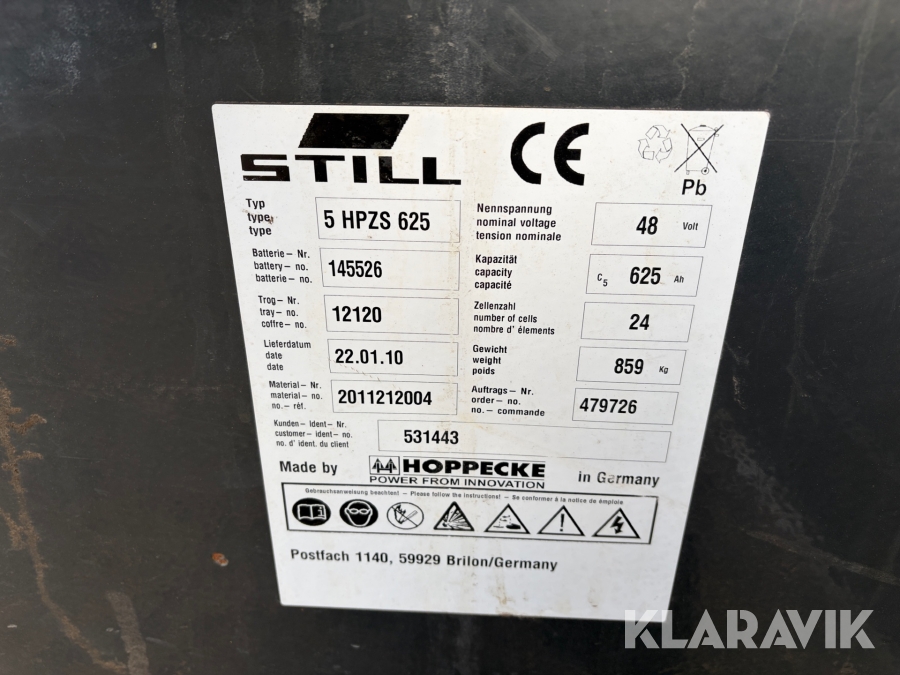 STILL
CE
Pb
Typ
type:
type
5 HPZS 625
Nennspannung
nominal voltage
tension nominale
48 Volt
Batterie – Nr.
battery – no.
batterie – no.
145526
Kapazität
capacity
capacité
C5 625 Ah
Trog – Nr.
tray – no.
coffre – no.
12120
Zellenzahl
number of cells
nombre d' élements
24
Lieferdatum
date
date
22.01.10
Gewicht
weight
poids
859 Kg
Material – Nr.
material – no.
no. – réf.
2011212004
Auftrags – Nr.
order – no.
no. – commande
479726
Kunden – Ident – Nr.
customer – ident – no.
no. d' ident. du client
531443
Made by HOPPECKE in Germany
POWER FROM INNOVATION
Gebrauchsanweisung beachten! – Please follow the instructions! – Se conformer à la notice de émploie
Postfach 1140, 59929 Brilon/Germany
KLARAVIK